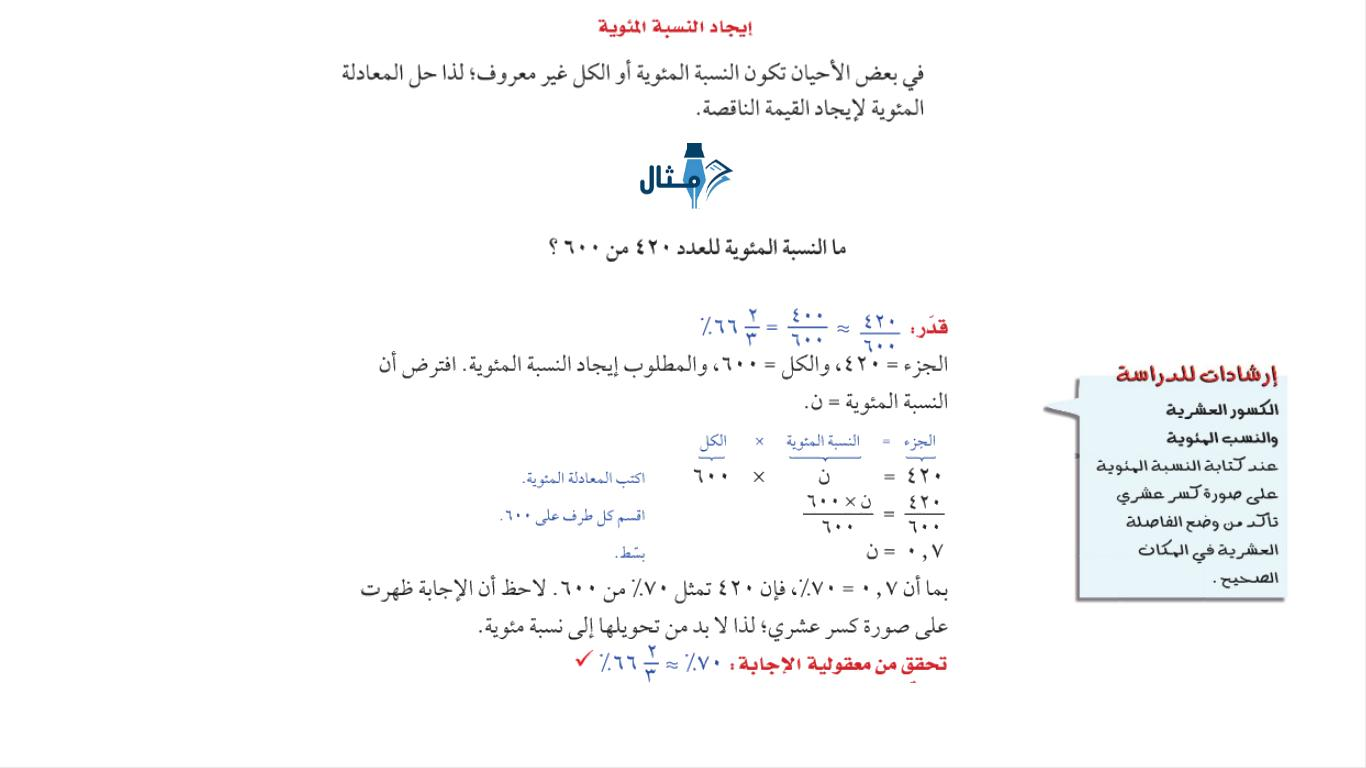 إيجاد النسبة المئوية
في بعض الأحيان تكون النسبة المئوية أو الكل غير معروف؛ لذا حل المعادلة
المئوية لإيجاد القيمة الناقصة.
مثال
ما النسبة المئوية للعدد ٤٢٠ من ٦٠٠ ؟
قدّر: ٤٢٠/٦٠٠ ≈ ٤٠٠/٦٠٠ = ٢/٣ ٦٦٪
الجزء = ٤٢٠، والكل = ٦٠٠، والمطلوب إيجاد النسبة المئوية. افترض أن
النسبة المئوية = ن.
الجزء = النسبة المئوية × الكل
٤٢٠ = ن × ٦٠٠ اكتب المعادلة المئوية.
٤٢٠/٦٠٠ = ن × ٦٠٠/٦٠٠ اقسم كل طرف على ٦٠٠.
٠,٧ = ن بسّط.
بما أن ٠,٧ = ٧٠٪، فإن ٤٢٠ تمثل ٧٠٪ من ٦٠٠. لاحظ أن الإجابة ظهرت
على صورة كسر عشري؛ لذا لا بد من تحويلها إلى نسبة مئوية.
تحقق من معقولية الإجابة: ٧٠٪ ≈ ٢/٣ ٦٦٪ ✓
إرشادات للدراسة
الكسور العشرية
والنسب المئوية
عند كتابة النسبة المئوية
على صورة كسر عشري
تأكد من وضع الفاصلة
العشرية في المكان
الصحيح.